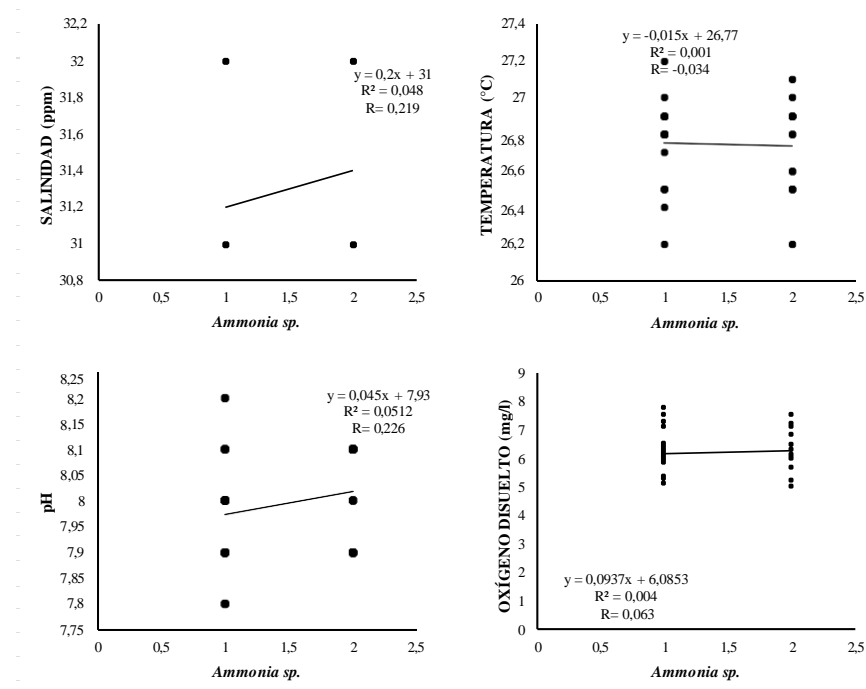 32,2
32
31,8
31,6
31,4
31,2
31
30,8
SALINIDAD (ppm)
y = 0,2x + 31
R² = 0,048
R= 0,219
0 0,5 1 1,5 2 2,5
Ammonia sp.
27,4
27,2
27
26,8
26,6
26,4
26,2
26
TEMPERATURA (°C)
y = -0,015x + 26,77
R² = 0,001
R= -0,034
0 0,5 1 1,5 2 2,5
Ammonia sp.
8,25
8,2
8,15
8,1
8,05
8
7,95
7,9
7,85
7,8
7,75
pH
y = 0,045x + 7,93
R² = 0,0512
R= 0,226
0 0,5 1 1,5 2 2,5
Ammonia sp.
9
8
7
6
5
4
3
2
1
0
OXÍGENO DISUELTO (mg/l)
y = 0,0937x + 6,0853
R² = 0,004
R= 0,063
0 0,5 1 1,5 2 2,5
Ammonia sp.